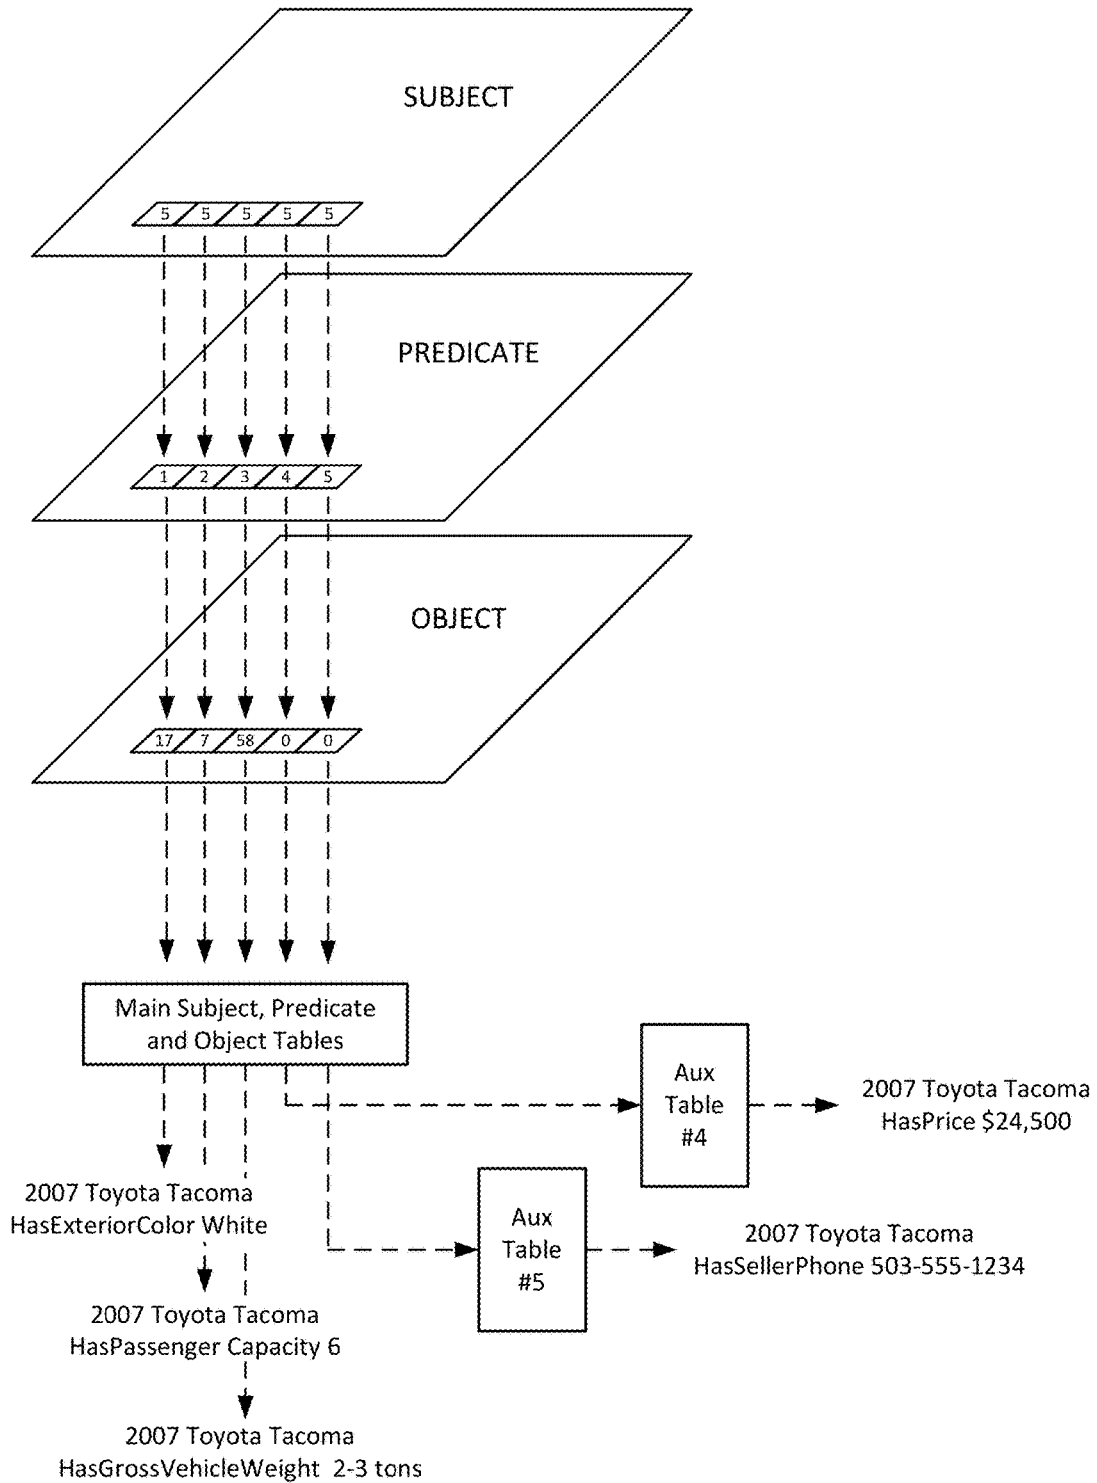 SUBJECT
5 5 5 5 5
PREDICATE
1 2 3 4 5
OBJECT
17 7 58 0 0
Main Subject, Predicate
and Object Tables
Aux
Table
#4
2007 Toyota Tacoma
HasPrice $24,500
2007 Toyota Tacoma
HasExteriorColor White
Aux
Table
#5
2007 Toyota Tacoma
HasSellerPhone 503-555-1234
2007 Toyota Tacoma
HasPassenger Capacity 6
2007 Toyota Tacoma
HasGrossVehicleWeight 2-3 tons